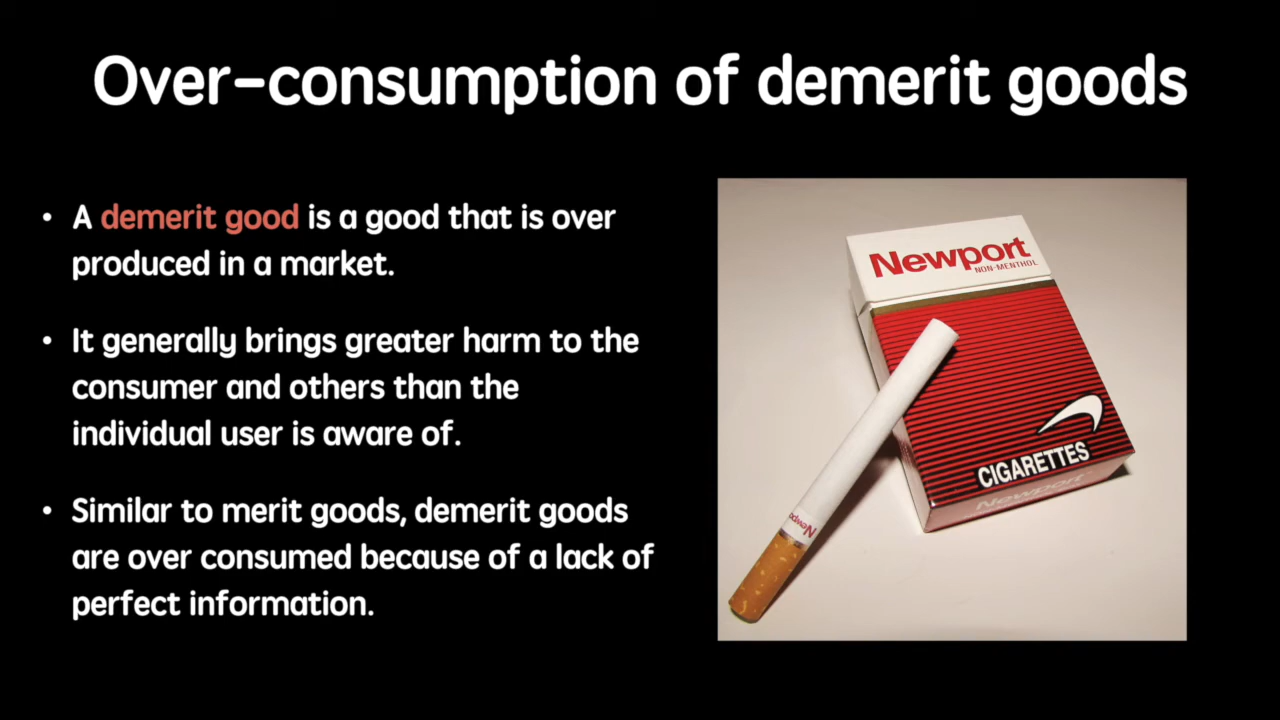 Over-consumption of demerit goods
• A demerit good is a good that is over
produced in a market.
• It generally brings greater harm to the
consumer and others than the
individual user is aware of.
• Similar to merit goods, demerit goods
are over consumed because of a lack of
perfect information.
Newport
NON-MENTHOL
CIGARETTES
Newport
Newport